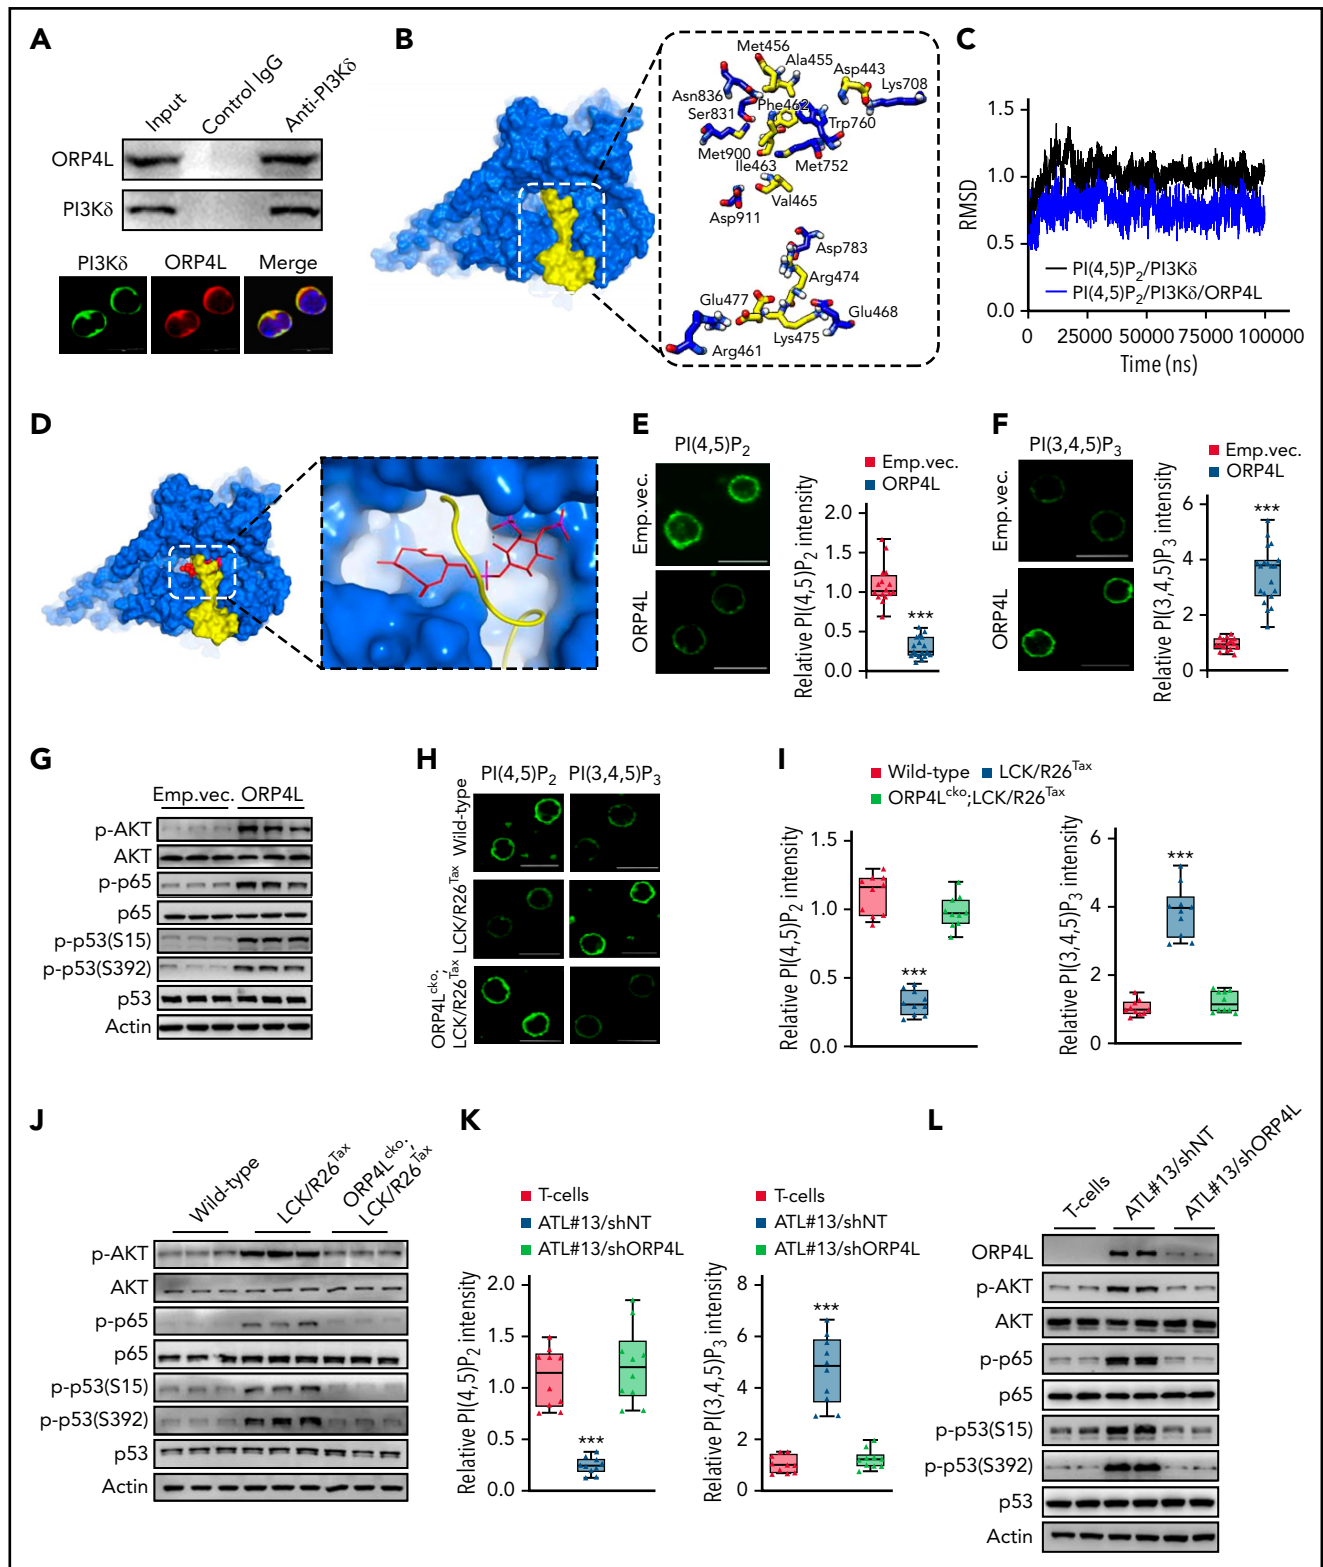 A
Input
Control IgG
Anti-PI3Kδ
ORP4L
PI3Kδ
PI3Kδ ORP4L Merge
B
Met456
Ala455
Asp443
Lys708
Asn836
Phe462
Ser831
Trp760
Met900
Met752
Ile463
Val465
Asp911
Asp783
Arg474
Glu477
Glu468
Lys475
Arg461
C
RMSD
1.5
1.0
0.5
0.0
PI(4,5)P2/PI3Kδ
PI(4,5)P2/PI3Kδ/ORP4L
0 25000 50000 75000 100000
Time (ns)
D
E
PI(4,5)P2
Emp.vec.
ORP4L
Emp.vec.
ORP4L
Relative PI(4,5)P2 intensity
2.0
1.5
1.0
0.5
0.0
***
F
PI(3,4,5)P3
Emp.vec.
ORP4L
Emp.vec.
ORP4L
Relative PI(3,4,5)P3 intensity
6
4
2
0
***
G
Emp.vec. ORP4L
p-AKT
AKT
p-p65
p65
p-p53(S15)
p-p53(S392)
p53
Actin
H
PI(4,5)P2 PI(3,4,5)P3
Wild-type
LCK/R26Tax
ORP4Lcko;
LCK/R26Tax
I
Wild-type LCK/R26Tax
ORP4Lcko;LCK/R26Tax
Relative PI(4,5)P2 intensity
1.5
1.0
0.5
0.0
***
Relative PI(3,4,5)P3 intensity
6
4
2
0
***
J
Wild-type
LCK/R26Tax
ORP4Lcko;
LCK/R26Tax
p-AKT
AKT
p-p65
p65
p-p53(S15)
p-p53(S392)
p53
Actin
K
T-cells
ATL#13/shNT
ATL#13/shORP4L
Relative PI(4,5)P2 intensity
2.0
1.5
1.0
0.5
0.0
***
T-cells
ATL#13/shNT
ATL#13/shORP4L
Relative PI(3,4,5)P3 intensity
8
6
4
2
0
***
L
T-cells
ATL#13/shNT
ATL#13/shORP4L
ORP4L
p-AKT
AKT
p-p65
p65
p-p53(S15)
p-p53(S392)
p53
Actin